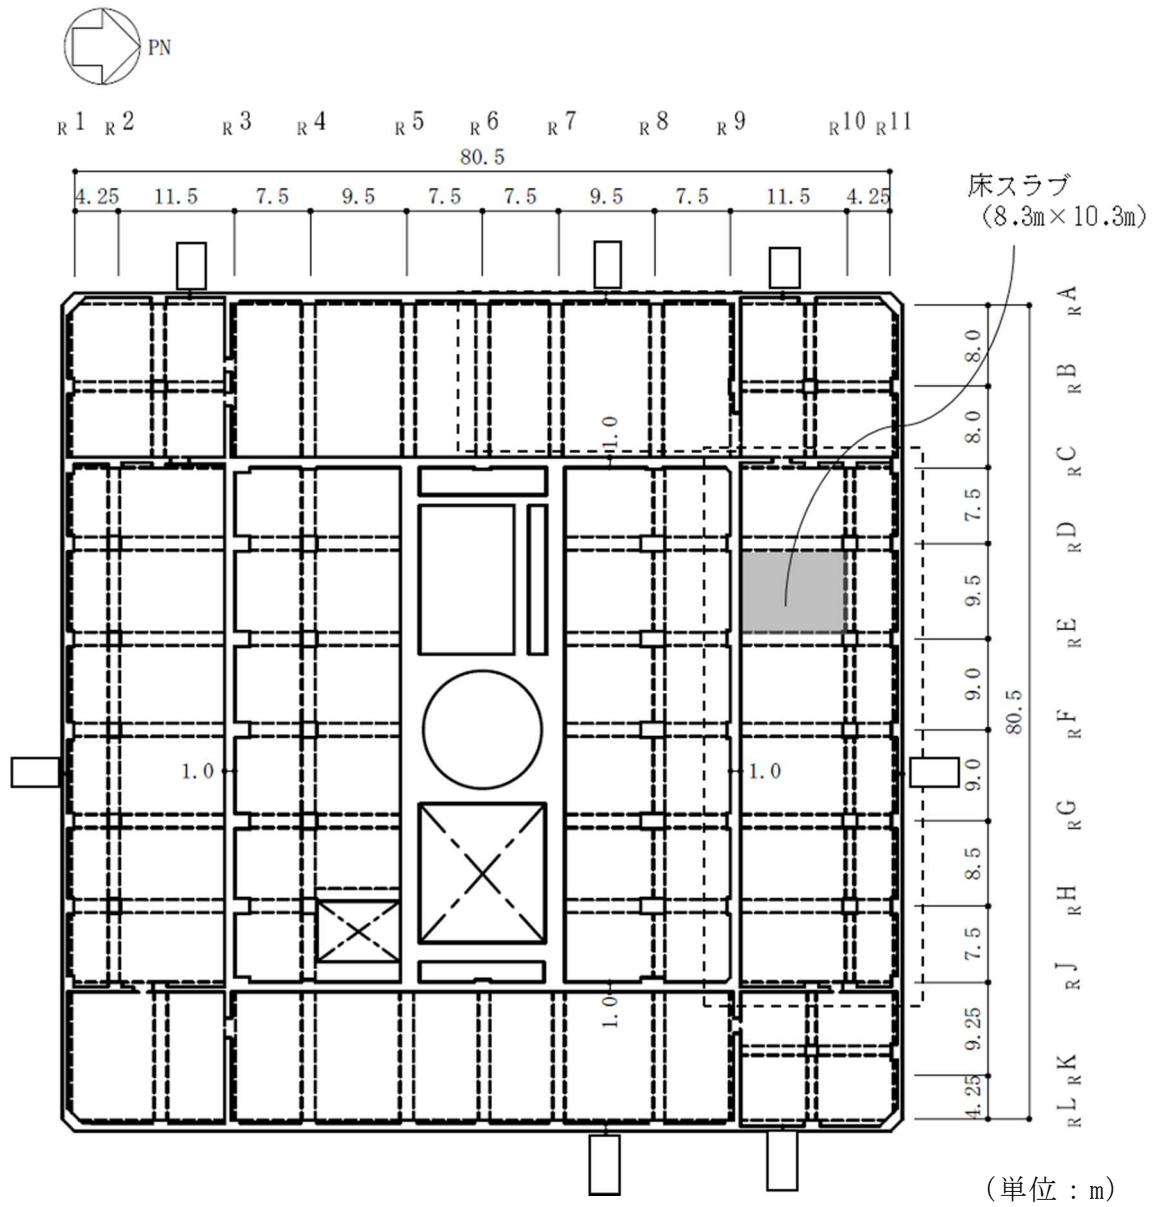 PN
R1 R2 R3 R4 R5 R6 R7 R8 R9 R10 R11
80.5
4.25 11.5 7.5 9.5 7.5 7.5 9.5 7.5 11.5 4.25
床スラブ
(8.3m×10.3m)
RA
8.0
RB
8.0
RC
1.0
7.5
RD
9.5
RE
9.0
RF
80.5
1.0
1.0
9.0
RG
8.5
RH
7.5
RJ
1.0
9.25
RK
4.25
RL
(単位:m)